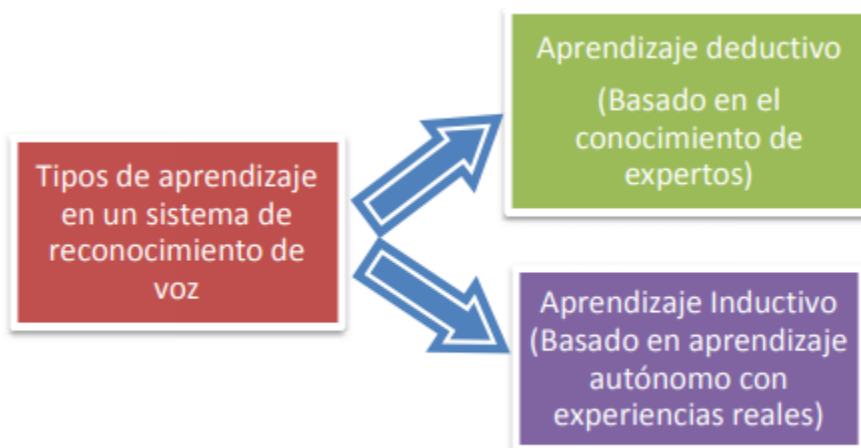 Tipos de aprendizaje
en un sistema de
reconocimiento de
voz
Aprendizaje deductivo
(Basado en el
conocimiento de
expertos)
Aprendizaje Inductivo
(Basado en aprendizaje
autónomo con
experiencias reales)